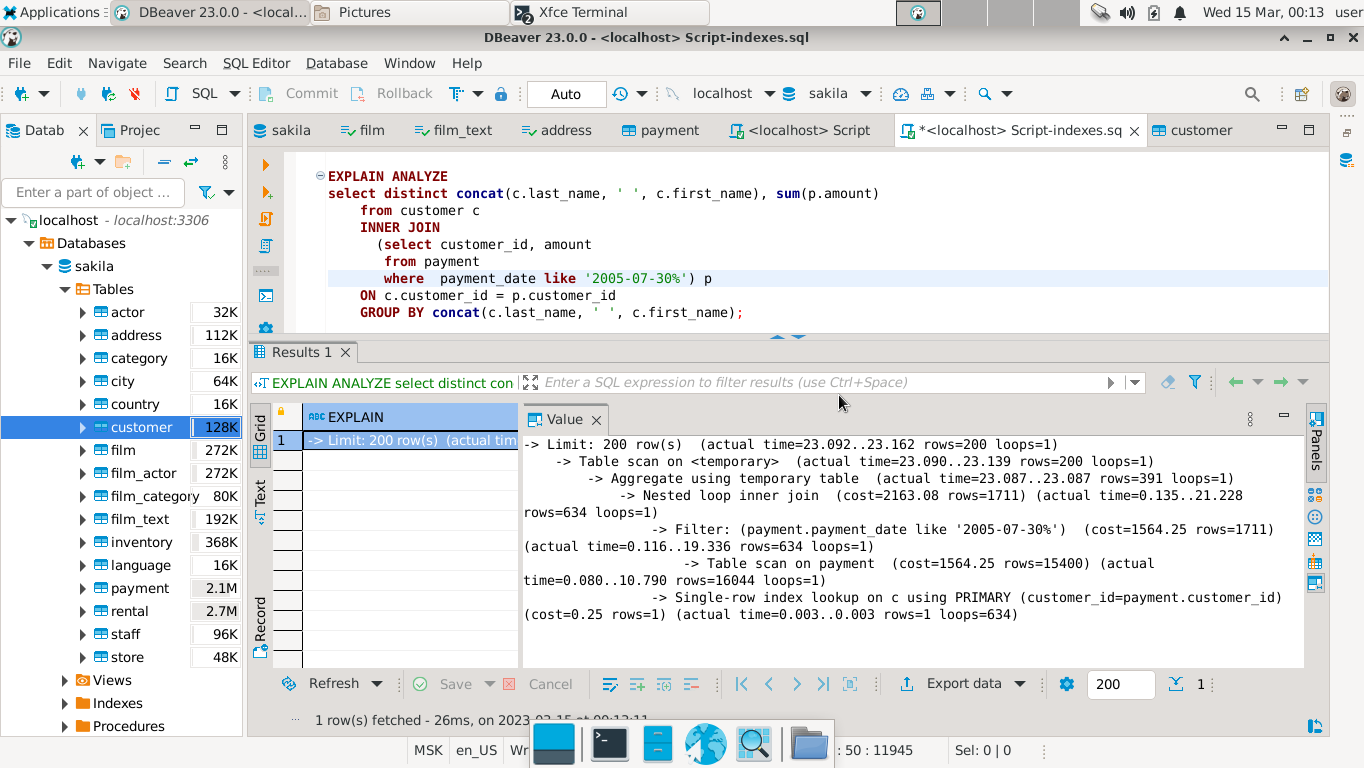 Applications
DBeaver 23.0.0 - <local...
Pictures
Xfce Terminal
Wed 15 Mar, 00:13
user
DBeaver 23.0.0 - <localhost> Script-indexes.sql
File Edit Navigate Search SQL Editor Database Window Help
SQL
Commit
Rollback
Auto
localhost
sakila
Datab
Projec
sakila
film
film_text
address
payment
<localhost> Script
*<localhost> Script-indexes.sq
customer
Enter a part of object ...
localhost - localhost:3306
Databases
sakila
Tables
actor 32K
address 112K
category 16K
city 64K
country 16K
customer 128K
film 272K
film_actor 272K
film_category 80K
film_text 192K
inventory 368K
language 16K
payment 2.1M
rental 2.7M
staff 96K
store 48K
Views
Indexes
Procedures
EXPLAIN ANALYZE
select distinct concat(c.last_name, ' ', c.first_name), sum(p.amount)
from customer c
INNER JOIN
(select customer_id, amount
from payment
where  payment_date like '2005-07-30%') p
ON c.customer_id = p.customer_id
GROUP BY concat(c.last_name, ' ', c.first_name);
Results 1
EXPLAIN ANALYZE select distinct con
Enter a SQL expression to filter results (use Ctrl+Space)
Grid
Text
Record
ABC EXPLAIN
1 -> Limit: 200 row(s)  (actual tim
Value
-> Limit: 200 row(s)  (actual time=23.092..23.162 rows=200 loops=1)
-> Table scan on <temporary>  (actual time=23.090..23.139 rows=200 loops=1)
-> Aggregate using temporary table  (actual time=23.087..23.087 rows=391 loops=1)
-> Nested loop inner join  (cost=2163.08 rows=1711) (actual time=0.135..21.228
rows=634 loops=1)
-> Filter: (payment.payment_date like '2005-07-30%')  (cost=1564.25 rows=1711)
(actual time=0.116..19.336 rows=634 loops=1)
-> Table scan on payment  (cost=1564.25 rows=15400) (actual
time=0.080..10.790 rows=16044 loops=1)
-> Single-row index lookup on c using PRIMARY (customer_id=payment.customer_id)
(cost=0.25 rows=1) (actual time=0.003..0.003 rows=1 loops=634)
Panels
Refresh
Save
Cancel
Export data
200
1
1 row(s) fetched - 26ms, on 2023-03-15 at 00:13:11
MSK
en_US
Wr
: 50 : 11945
Sel: 0 | 0